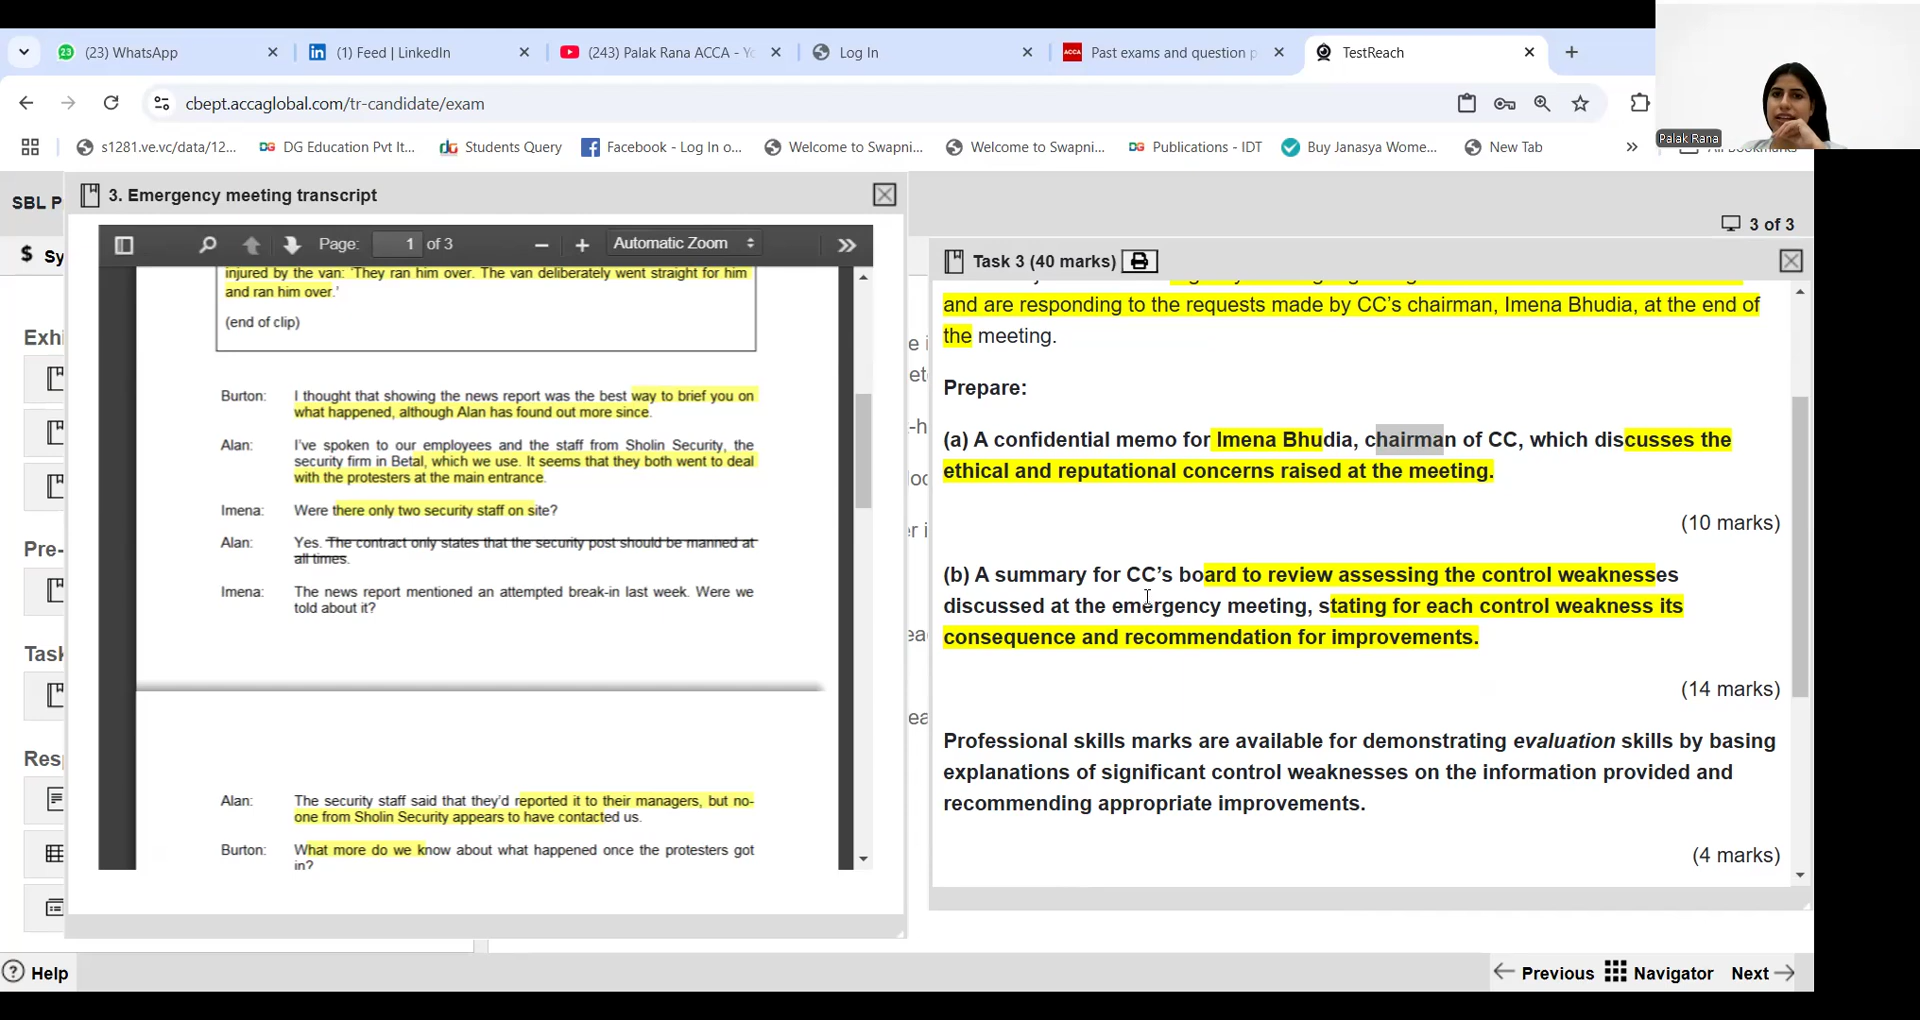 (23) WhatsApp
(1) Feed | LinkedIn
(243) Palak Rana ACCA - Yo
Log In
Past exams and question p
TestReach
cbept.accaglobal.com/tr-candidate/exam
Palak Rana
s1281.ve.vc/data/12...
DG Education Pvt lt...
Students Query
Facebook - Log In o...
Welcome to Swapni...
Welcome to Swapni...
Publications - IDT
Buy Janasya Wome...
New Tab
SBL P
3. Emergency meeting transcript
3 of 3
$ Sy
Page: 1 of 3
Automatic Zoom
Task 3 (40 marks)
injured by the van: 'They ran him over. The van deliberately went straight for him
and ran him over.'
(end of clip)
and are responding to the requests made by CC's chairman, Imena Bhudia, at the end of
the meeting.
Exhi
Burton: I thought that showing the news report was the best way to brief you on
what happened, although Alan has found out more since.
Alan: I've spoken to our employees and the staff from Sholin Security, the
security firm in Betal, which we use. It seems that they both went to deal
with the protesters at the main entrance.
Imena: Were there only two security staff on site?
Alan: Yes. The contract only states that the security post should be manned at
all times.
Imena: The news report mentioned an attempted break-in last week. Were we
told about it?
Alan: The security staff said that they'd reported it to their managers, but no-
one from Sholin Security appears to have contacted us.
Burton: What more do we know about what happened once the protesters got
in?
Prepare:
(a) A confidential memo for Imena Bhudia, chairman of CC, which discusses the
ethical and reputational concerns raised at the meeting.
(10 marks)
(b) A summary for CC's board to review assessing the control weaknesses
discussed at the emergency meeting, stating for each control weakness its
consequence and recommendation for improvements.
(14 marks)
Professional skills marks are available for demonstrating evaluation skills by basing
explanations of significant control weaknesses on the information provided and
recommending appropriate improvements.
(4 marks)
Pre-
Task
Res
Help
Previous
Navigator
Next